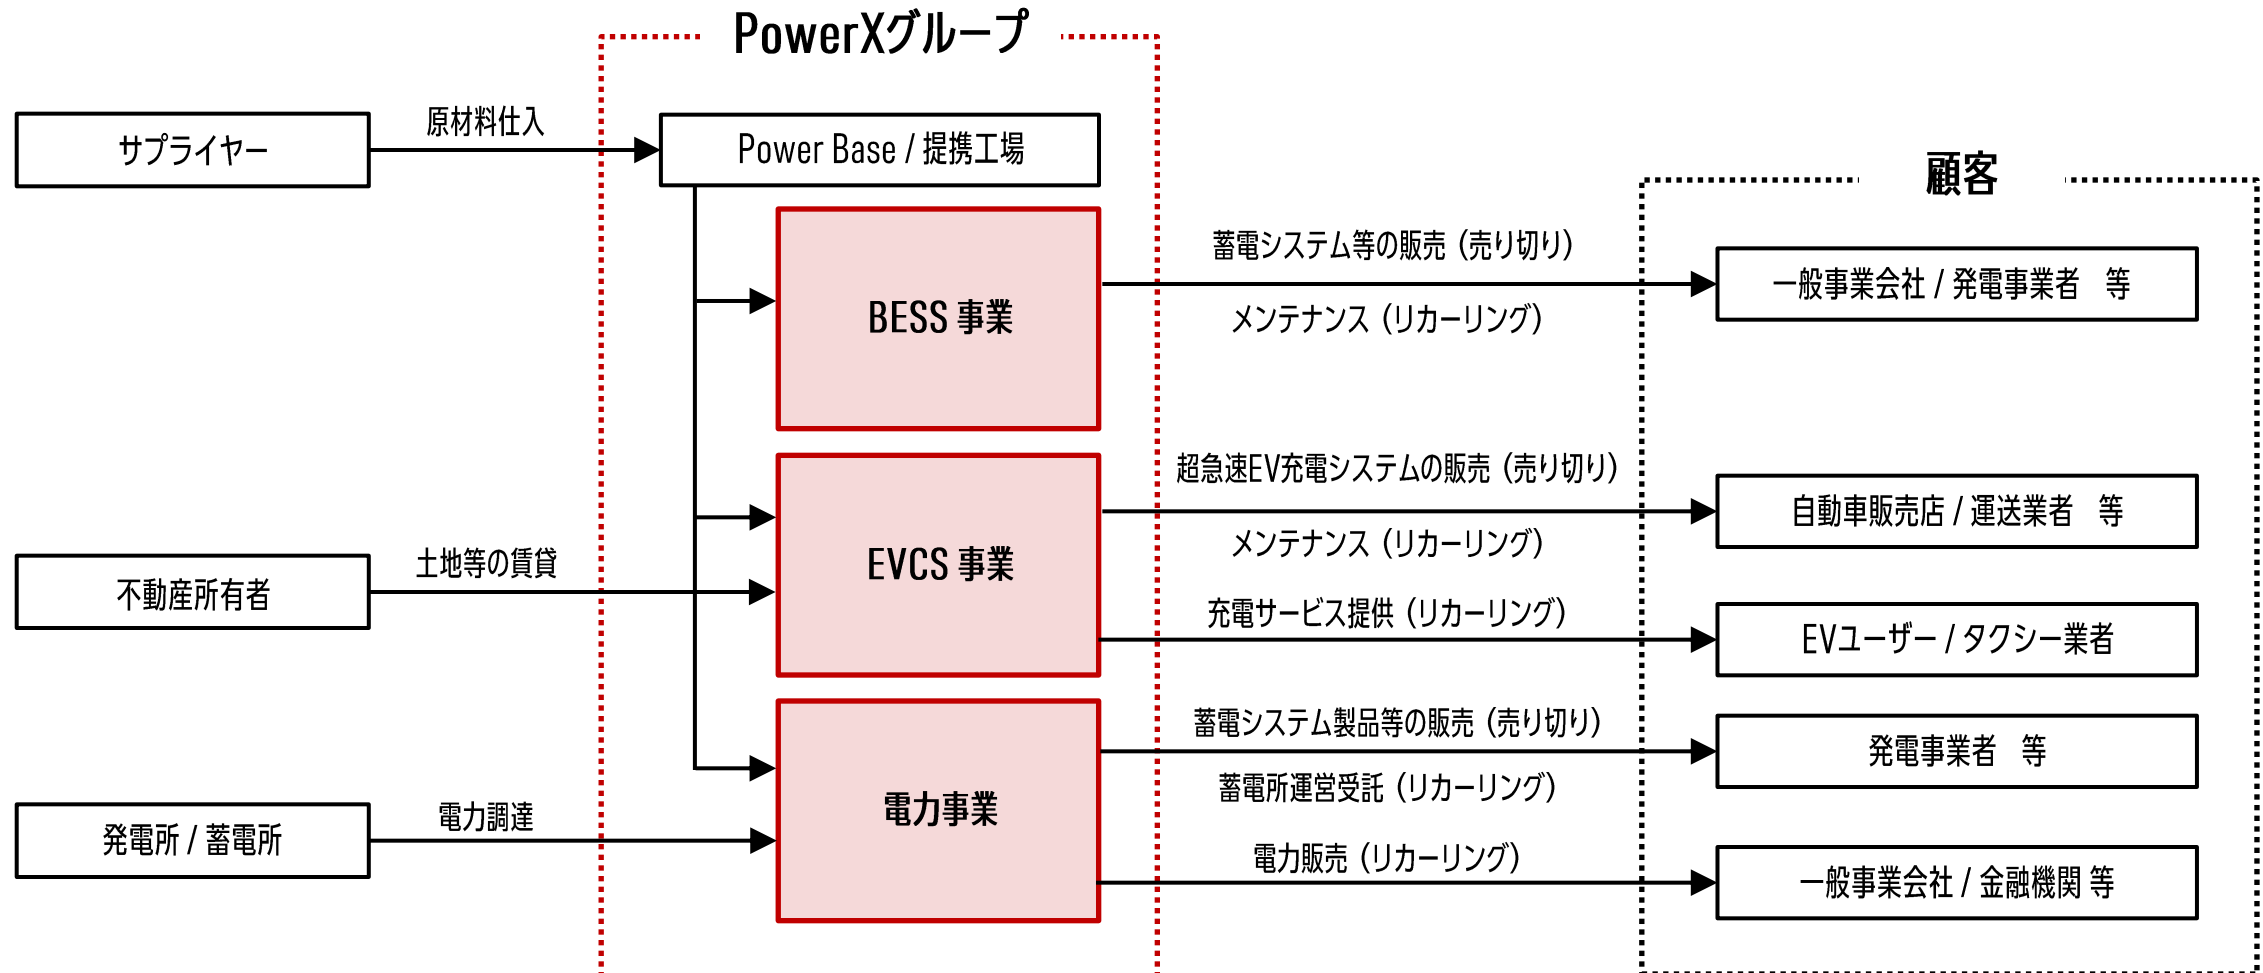 PowerXグループ
サプライヤー
原材料仕入
Power Base / 提携工場
顧客
BESS 事業
蓄電システム等の販売（売り切り）
メンテナンス（リカーリング）
一般事業会社 / 発電事業者　等
不動産所有者
土地等の賃貸
EVCS 事業
超急速EV充電システムの販売（売り切り）
メンテナンス（リカーリング）
自動車販売店 / 運送業者　等
充電サービス提供（リカーリング）
EVユーザー / タクシー業者
発電所 / 蓄電所
電力調達
電力事業
蓄電システム製品等の販売（売り切り）
蓄電所運営受託（リカーリング）
発電事業者　等
電力販売（リカーリング）
一般事業会社 / 金融機関 等